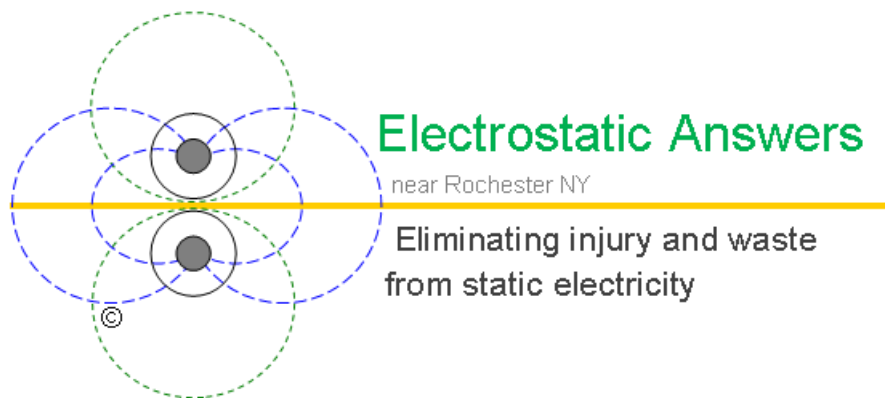 Electrostatic Answers
near Rochester NY
Eliminating injury and waste
from static electricity
©